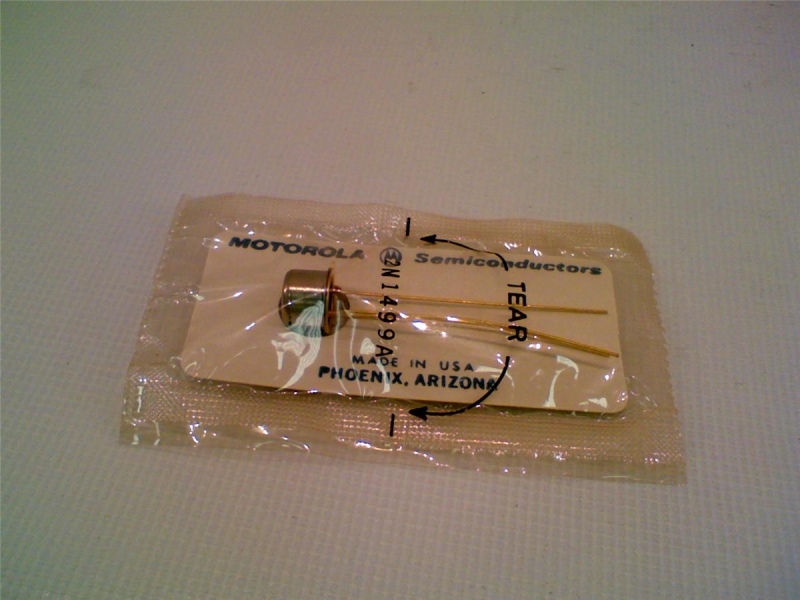 MOTOROLA Semiconductors
2N1499A
TEAR
MADE IN USA
PHOENIX, ARIZONA